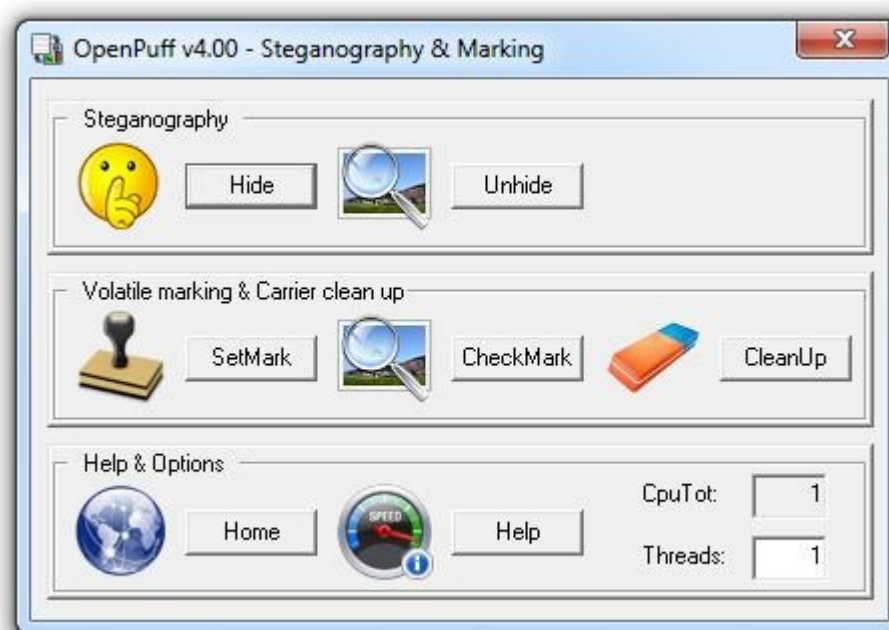 OpenPuff v4.00 - Steganography & Marking
Steganography
Hide Unhide
Volatile marking & Carrier clean up
SetMark CheckMark CleanUp
Help & Options
CpuTot: 1
SPEED
Home Help
Threads: 1